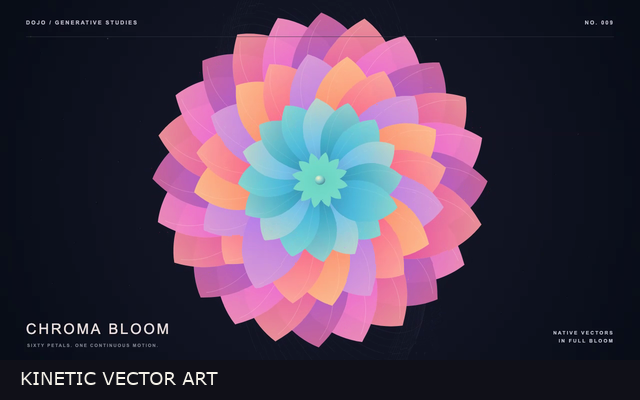 DOJO / GENERATIVE STUDIES
NO. 009
CHROMA BLOOM
SIXTY PETALS. ONE CONTINUOUS MOTION.
NATIVE VECTORS
IN FULL BLOOM
KINETIC VECTOR ART